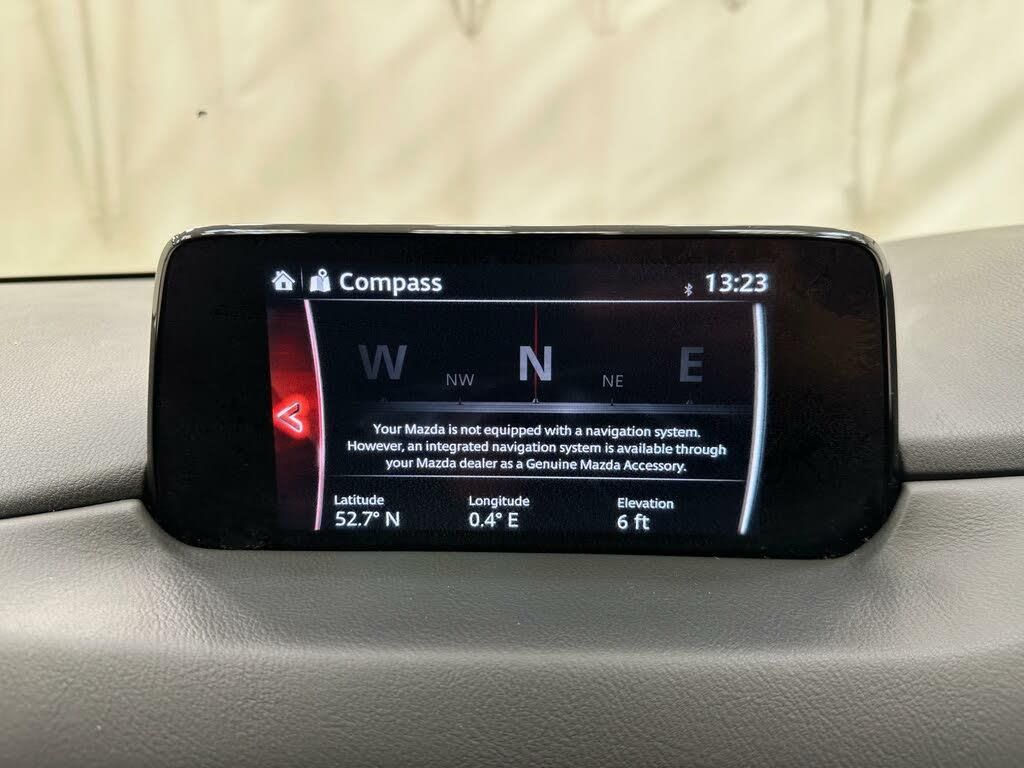 Compass
13:23
W NW N NE E
Your Mazda is not equipped with a navigation system.
However, an integrated navigation system is available through
your Mazda dealer as a Genuine Mazda Accessory.
Latitude Longitude Elevation
52.7° N 0.4° E 6 ft